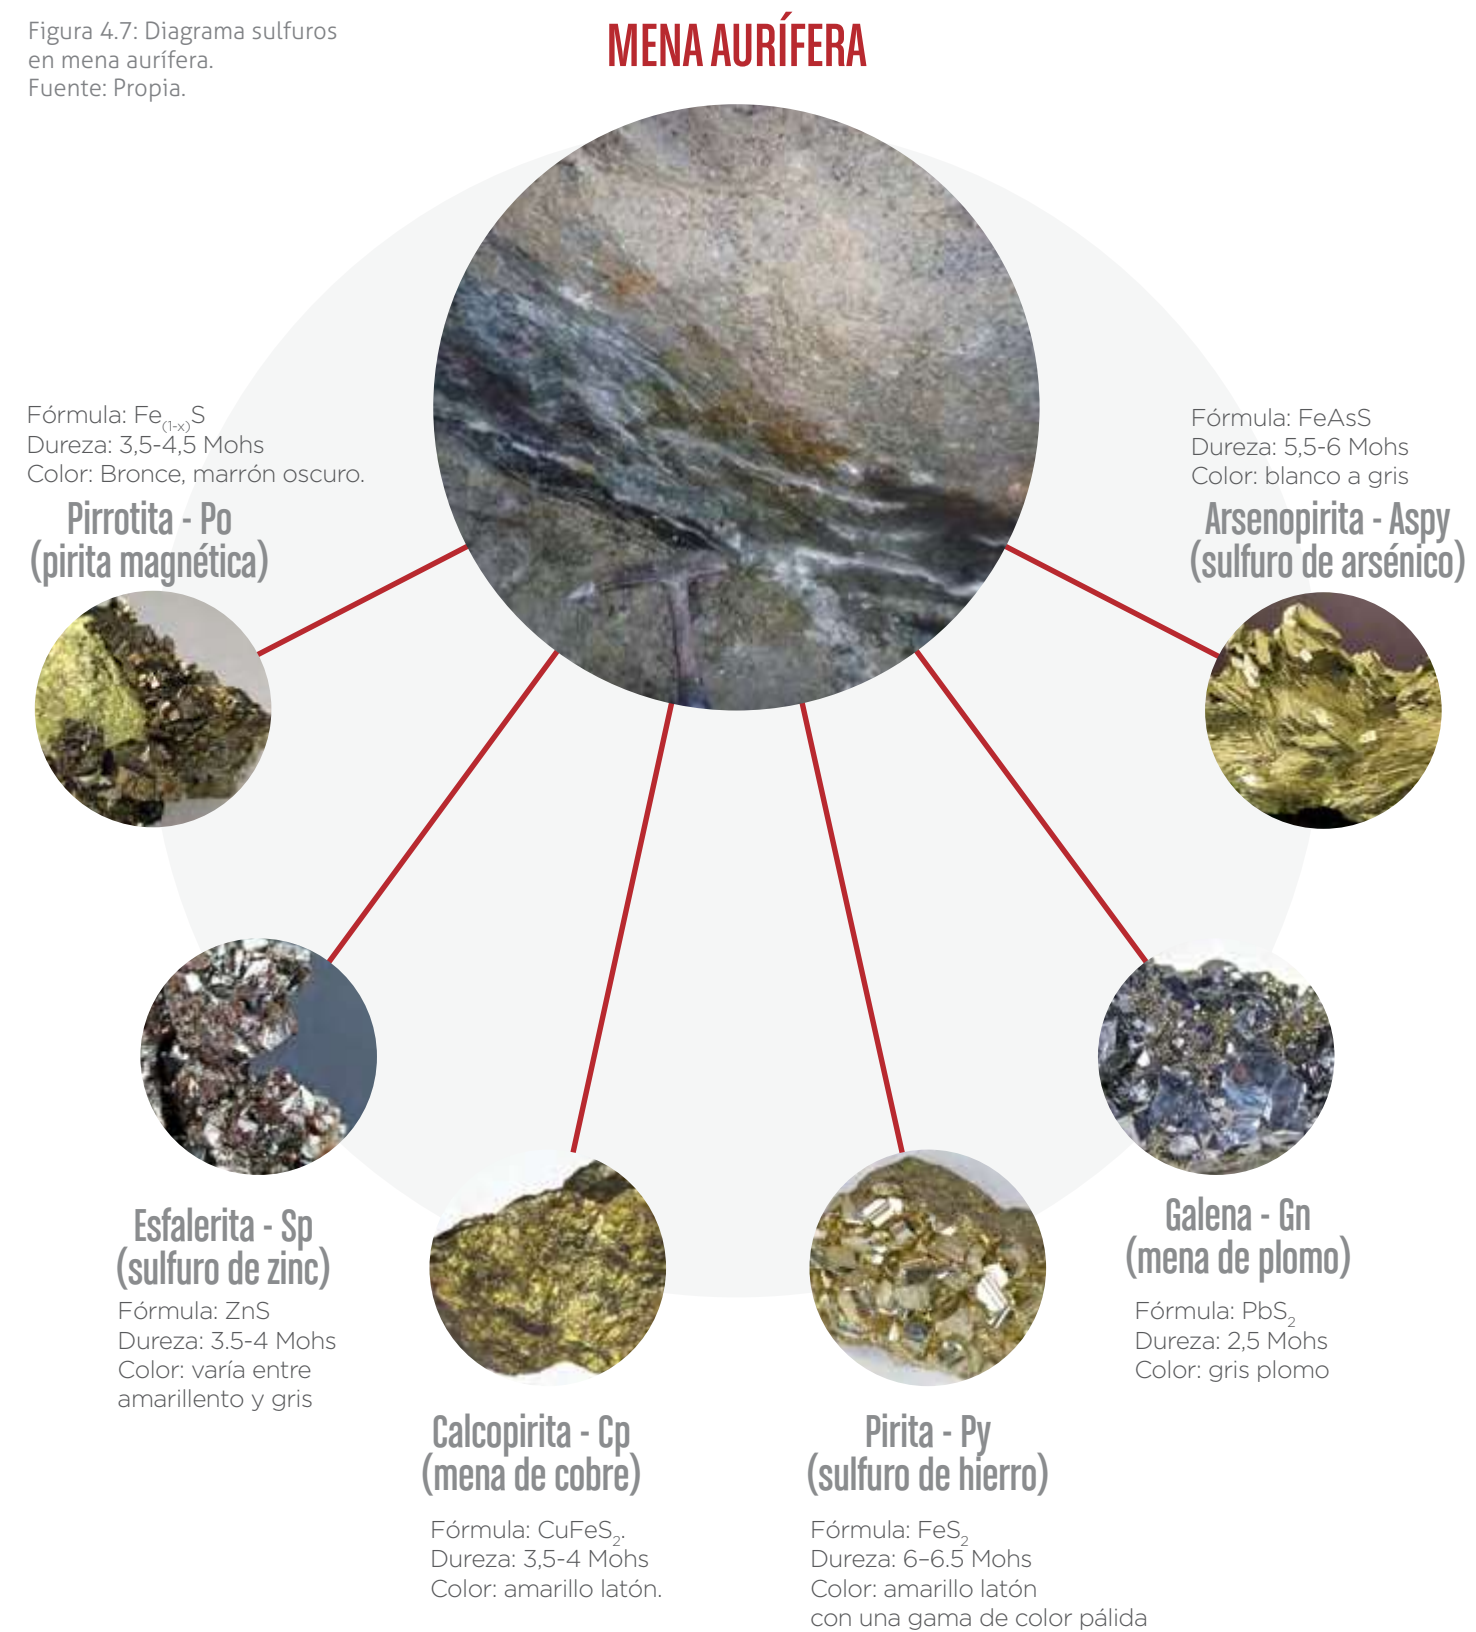 Figura 4.7: Diagrama sulfuros
en mena aurífera.
Fuente: Propia.
MENA AURÍFERA
Fórmula: Fe(1-x)S
Dureza: 3,5-4,5 Mohs
Color: Bronce, marrón oscuro.
Pirrotita - Po
(pirita magnética)
Fórmula: FeAsS
Dureza: 5,5-6 Mohs
Color: blanco a gris
Arsenopirita - Aspy
(sulfuro de arsénico)
Esfalerita - Sp
(sulfuro de zinc)
Fórmula: ZnS
Dureza: 3.5-4 Mohs
Color: varía entre
amarillento y gris
Calcopirita - Cp
(mena de cobre)
Fórmula: CuFeS2.
Dureza: 3,5-4 Mohs
Color: amarillo latón.
Pirita - Py
(sulfuro de hierro)
Fórmula: FeS2
Dureza: 6–6.5 Mohs
Color: amarillo latón
con una gama de color pálida
Galena - Gn
(mena de plomo)
Fórmula: PbS2
Dureza: 2,5 Mohs
Color: gris plomo